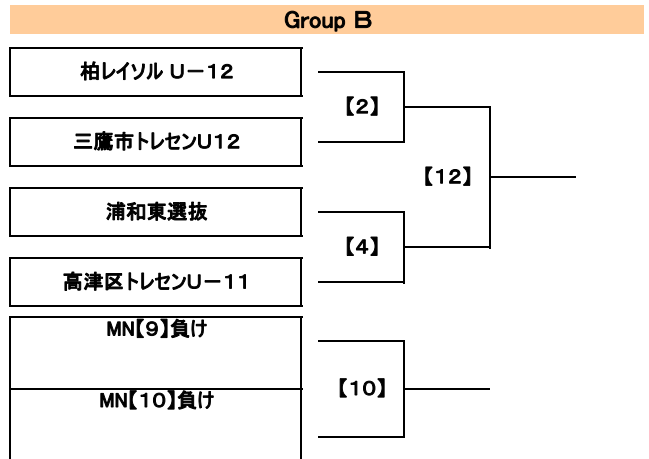 Group B
柏レイソル U－12
【2】
三鷹市トレセンU12
【12】
浦和東選抜
【4】
高津区トレセンU－11
MN【9】負け
【10】
MN【10】負け